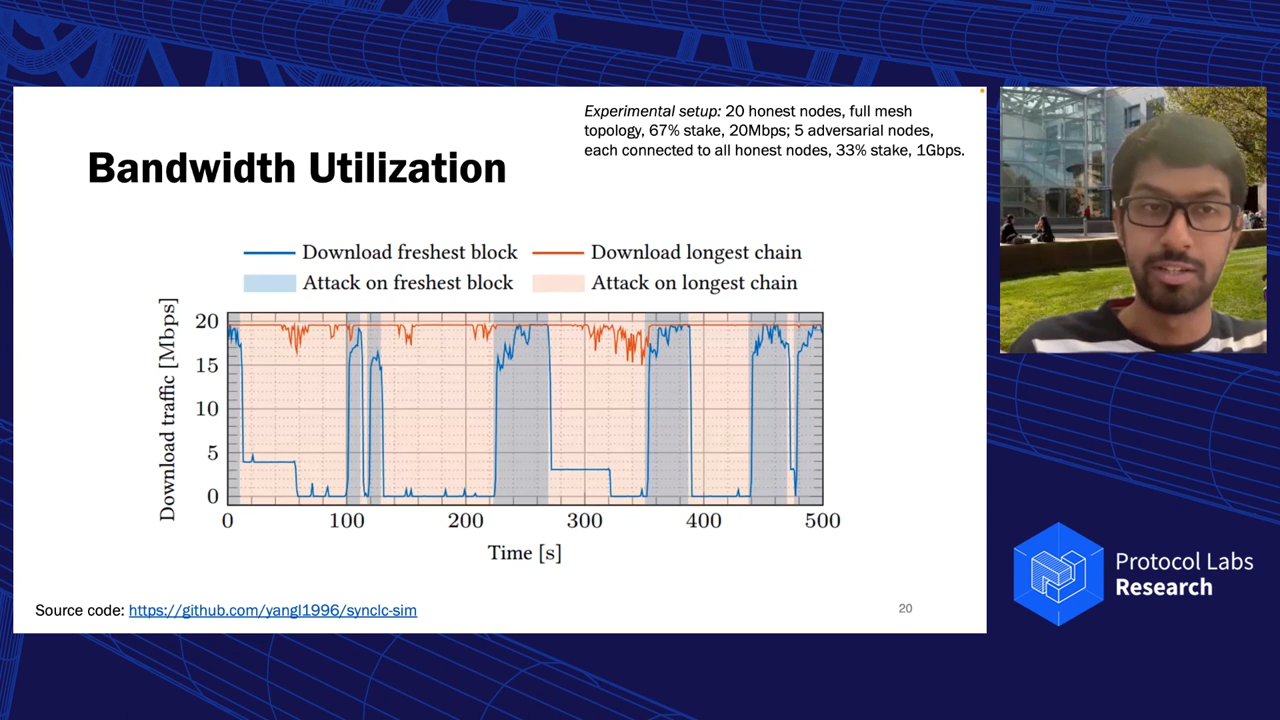 Experimental setup: 20 honest nodes, full mesh
topology, 67% stake, 20Mbps; 5 adversarial nodes,
each connected to all honest nodes, 33% stake, 1Gbps.
Bandwidth Utilization
Download freshest block
Download longest chain
Attack on freshest block
Attack on longest chain
Download traffic [Mbps]
20
15
10
5
0
0 100 200 300 400 500
Time [s]
Source code: https://github.com/yangl1996/synclc-sim
20
Protocol Labs
Research